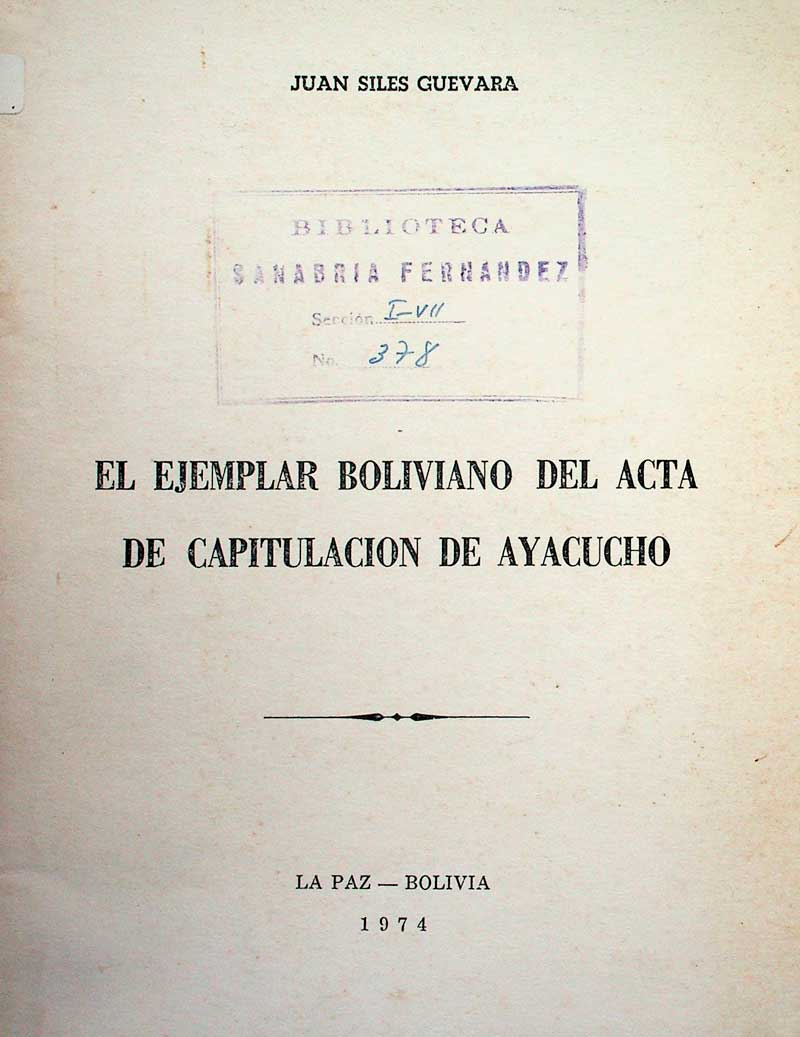 JUAN SILES GUEVARA
BIBLIOTECA
SANABRIA FERNANDEZ
Sección I-VII
No. 378
EL EJEMPLAR BOLIVIANO DEL ACTA
DE CAPITULACION DE AYACUCHO
LA PAZ — BOLIVIA
1974